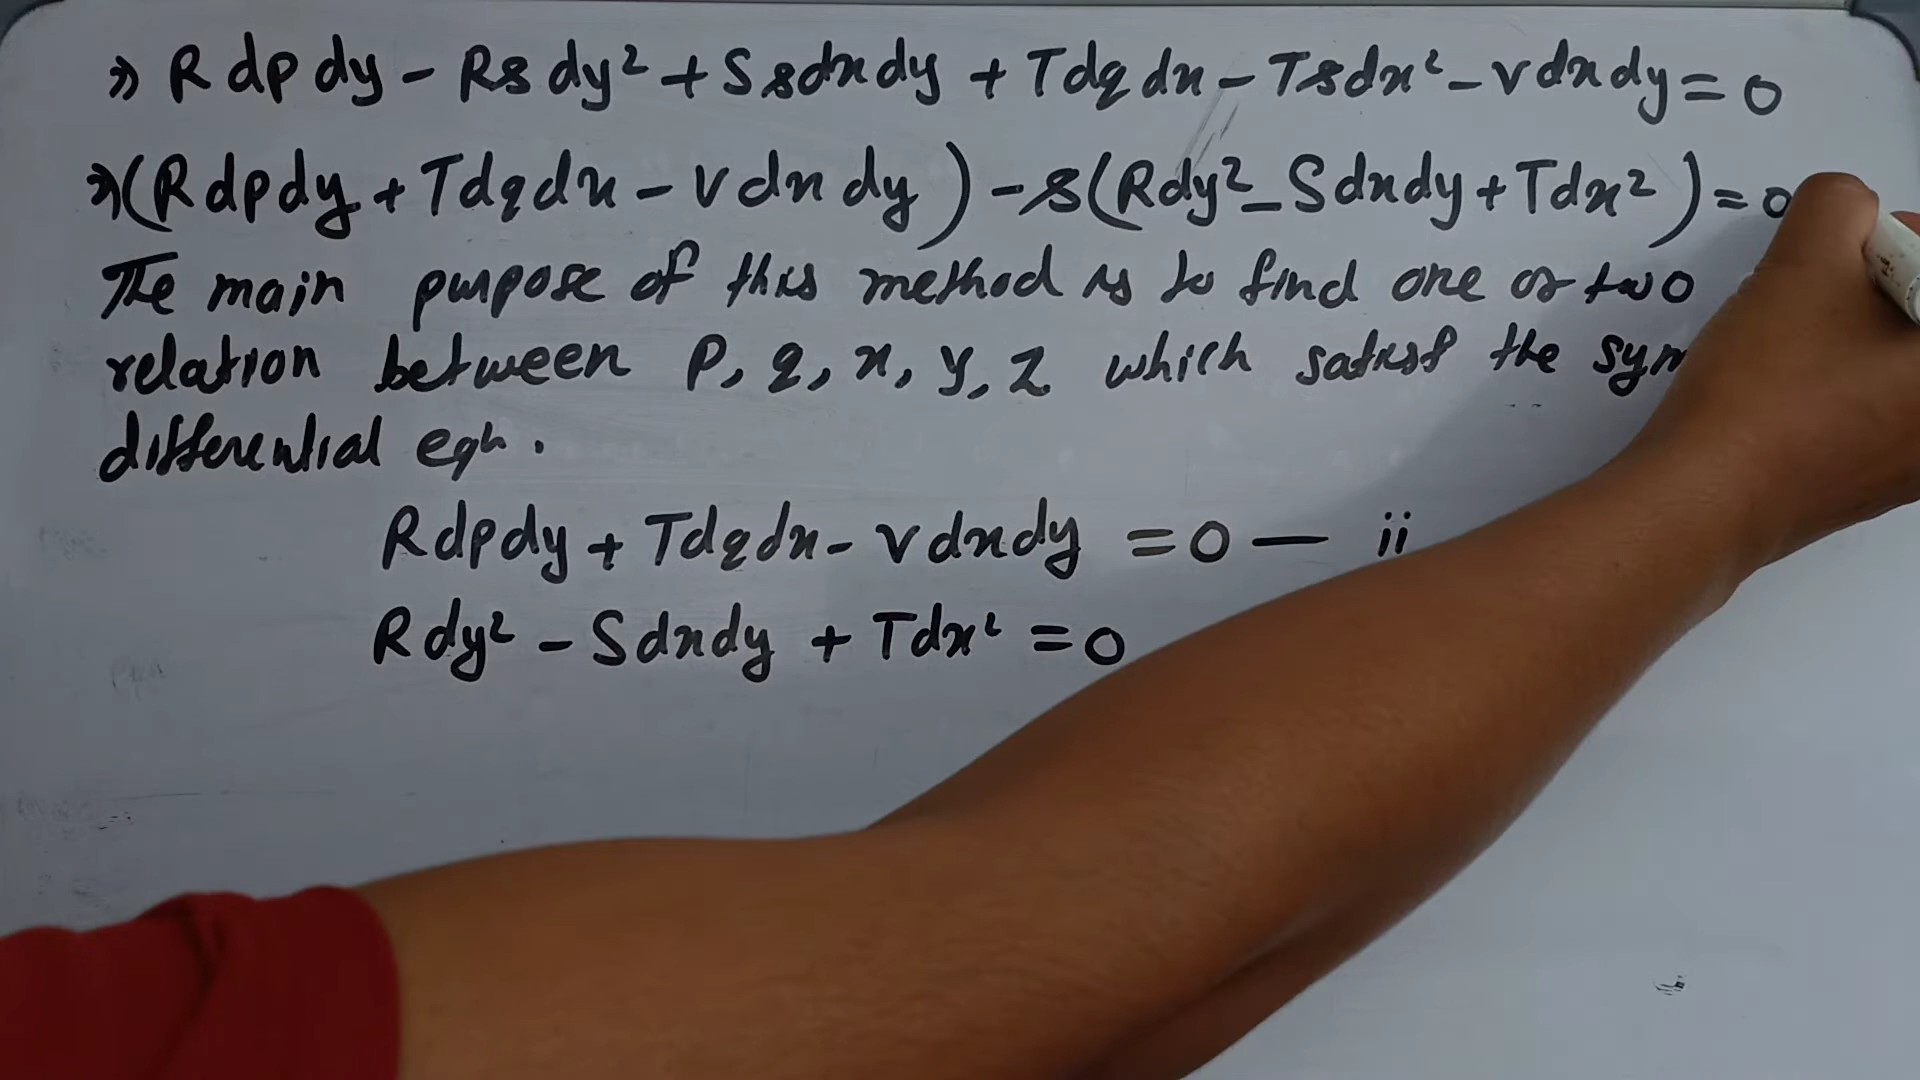 ⇒ R dp dy - Rs dy² + S s dx dy + T dq dx - T s dx² - V dx dy = 0
⇒ (R dp dy + T dq dx - V dx dy) - s(R dy² - S dx dy + T dx²) = 0
The main purpose of this method is to find one or two
relation between P, q, x, y, z which satisf the sym
differential eqn.
R dp dy + T dq dx - V dx dy = 0 — ii
R dy² - S dx dy + T dx² = 0